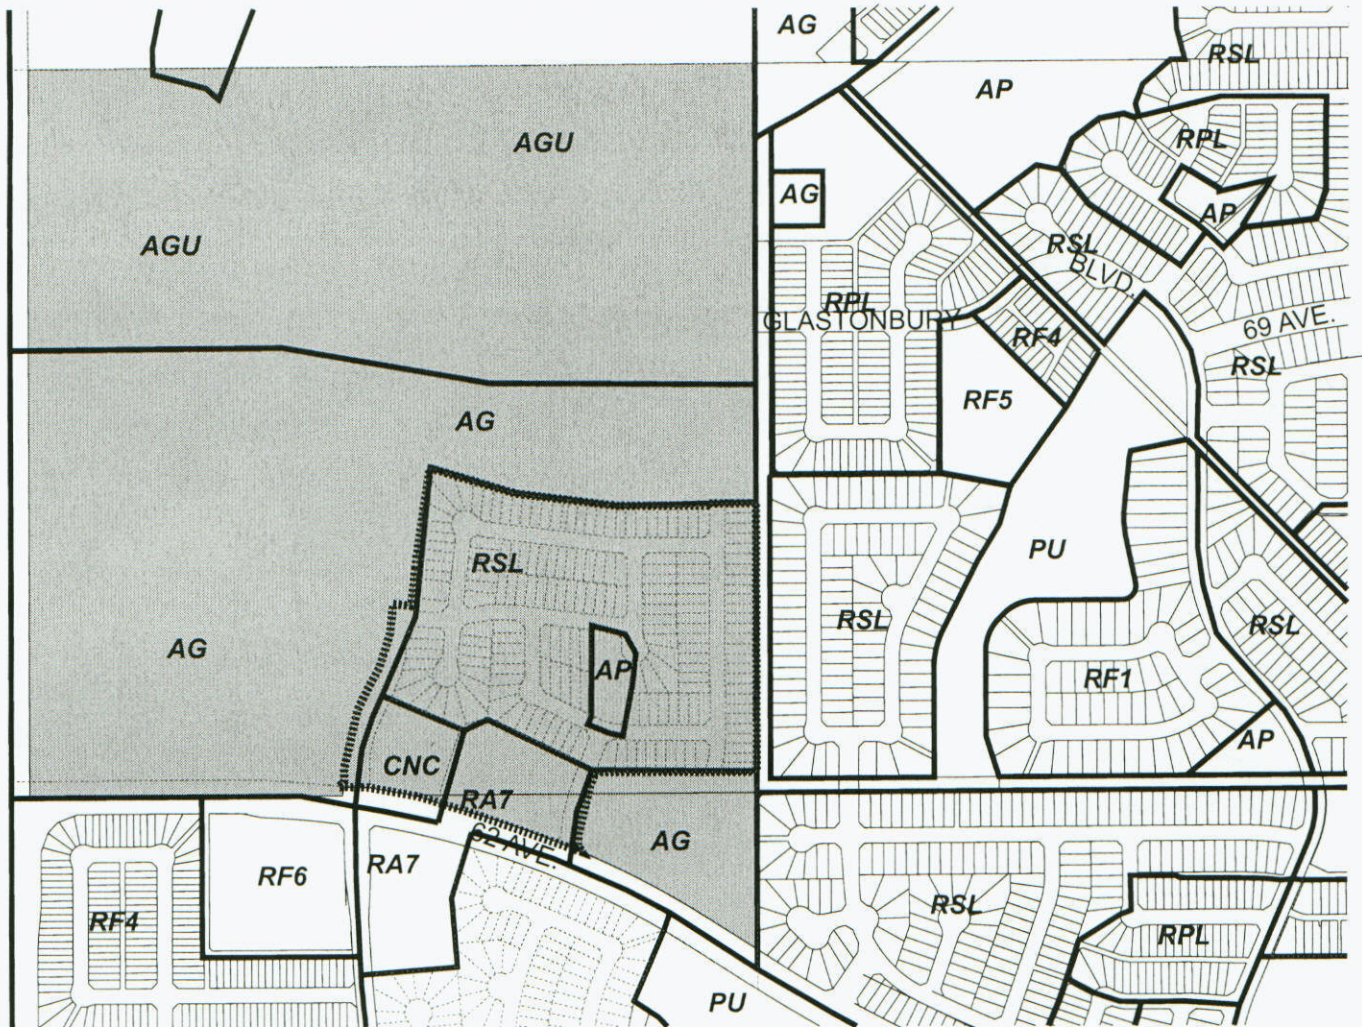 AG
RSL
AP
AGU
RPL
AG
AP
AGU
RSL
BLVD.
RPL
GLASTONBURY
69 AVE.
RF4
RSL
RF5
AG
PU
RSL
RSL
RSL
AG
AP
RF1
AP
CNC
RA7
62 AVE.
AG
RA7
RF6
RSL
RF4
RPL
PU